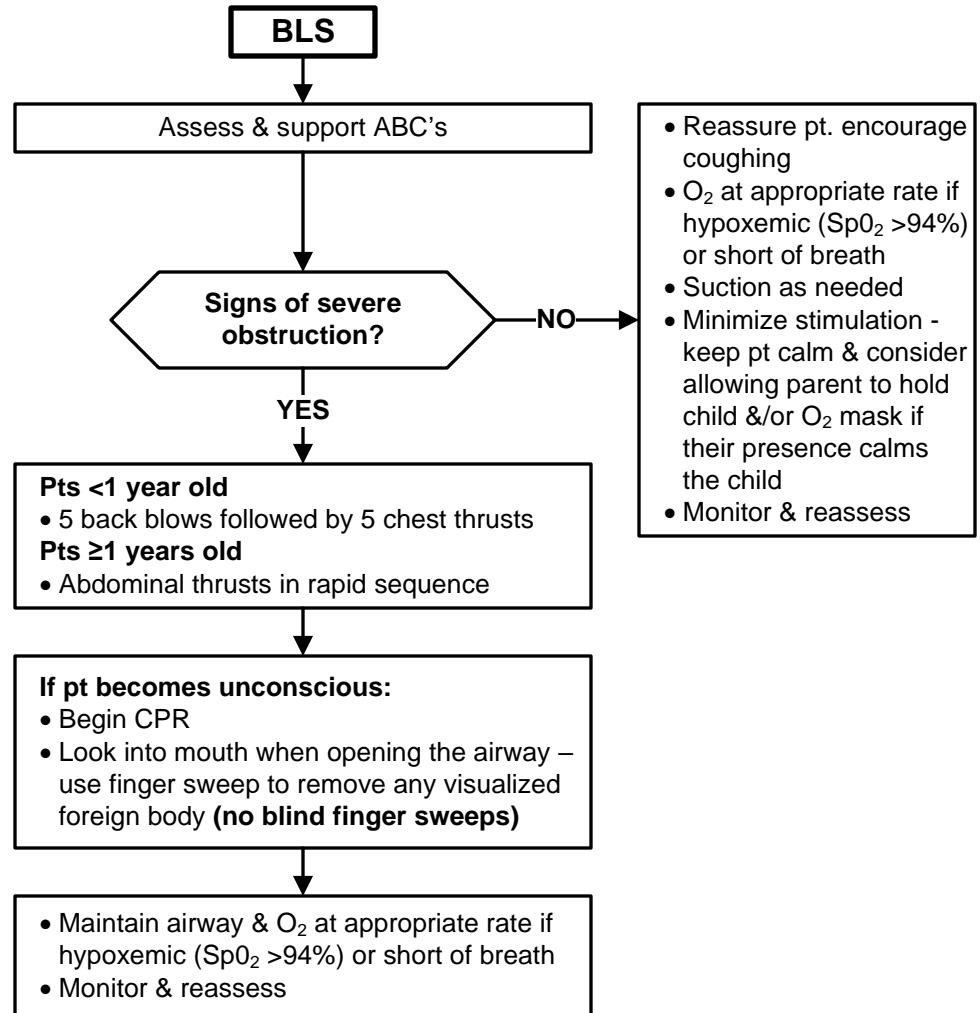 BLS
Assess & support ABC’s
Signs of severe
obstruction?
NO
• Reassure pt. encourage
coughing
• O₂ at appropriate rate if
hypoxemic (Sp0₂ >94%)
or short of breath
• Suction as needed
• Minimize stimulation -
keep pt calm & consider
allowing parent to hold
child &/or O₂ mask if
their presence calms
the child
• Monitor & reassess
YES
Pts <1 year old
• 5 back blows followed by 5 chest thrusts
Pts ≥1 years old
• Abdominal thrusts in rapid sequence
If pt becomes unconscious:
• Begin CPR
• Look into mouth when opening the airway –
use finger sweep to remove any visualized
foreign body (no blind finger sweeps)
• Maintain airway & O₂ at appropriate rate if
hypoxemic (Sp0₂ >94%) or short of breath
• Monitor & reassess